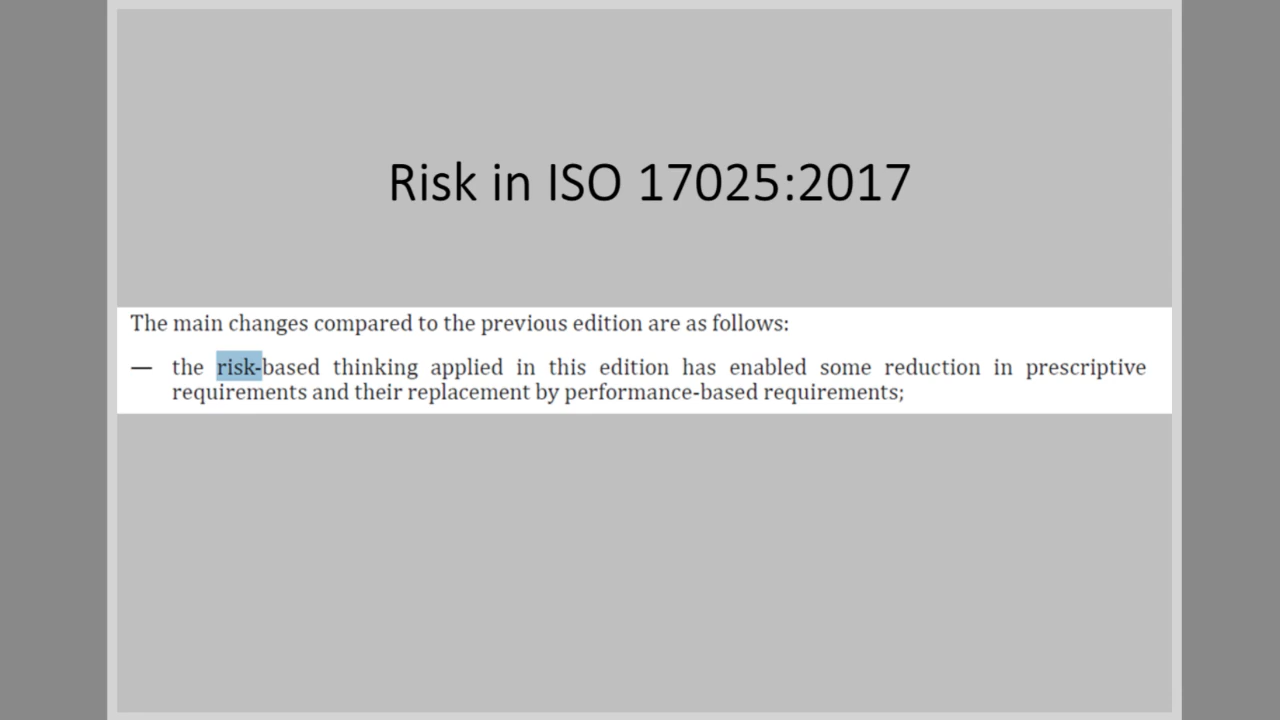 Risk in ISO 17025:2017
The main changes compared to the previous edition are as follows:
— the risk-based thinking applied in this edition has enabled some reduction in prescriptive
requirements and their replacement by performance-based requirements;